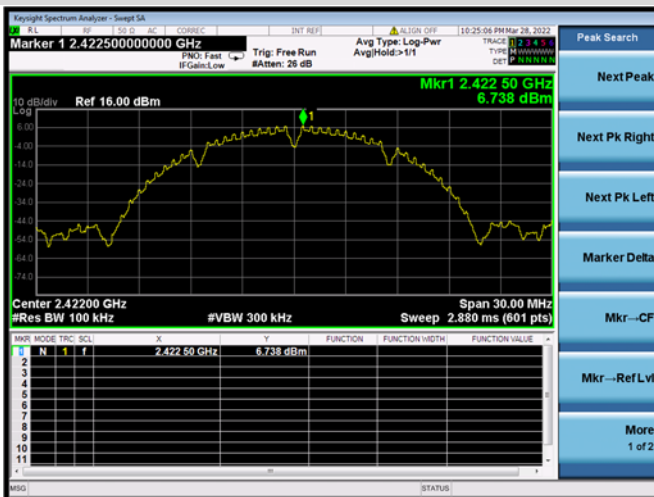 Keysight Spectrum Analyzer - Swept SA
RL RF 50 Ω AC CORREC INT REF ALIGN OFF 10:25:06 PM Mar 28, 2022
Marker 1 2.422500000000 GHz
PNO: Fast
IFGain:Low
Trig: Free Run
#Atten: 26 dB
Avg Type: Log-Pwr
Avg|Hold:>1/1
TRACE 1 2 3 4 5 6
TYPE M WWWWW
DET P N N N N N
Peak Search
Mkr1 2.422 50 GHz
6.738 dBm
10 dB/div Ref 16.00 dBm
Log
1
6.00
-4.00
-14.0
-24.0
-34.0
-44.0
-54.0
-64.0
-74.0
Center 2.42200 GHz
Span 30.00 MHz
#Res BW 100 kHz
#VBW 300 kHz
Sweep 2.880 ms (601 pts)
MKR MODE TRC SCL X Y FUNCTION FUNCTION WIDTH FUNCTION VALUE
1 N 1 f 2.422 50 GHz 6.738 dBm
2
3
4
5
6
7
8
9
10
11
MSG
STATUS
Next Peak
Next Pk Right
Next Pk Left
Marker Delta
Mkr→CF
Mkr→Ref Lvl
More
1 of 2